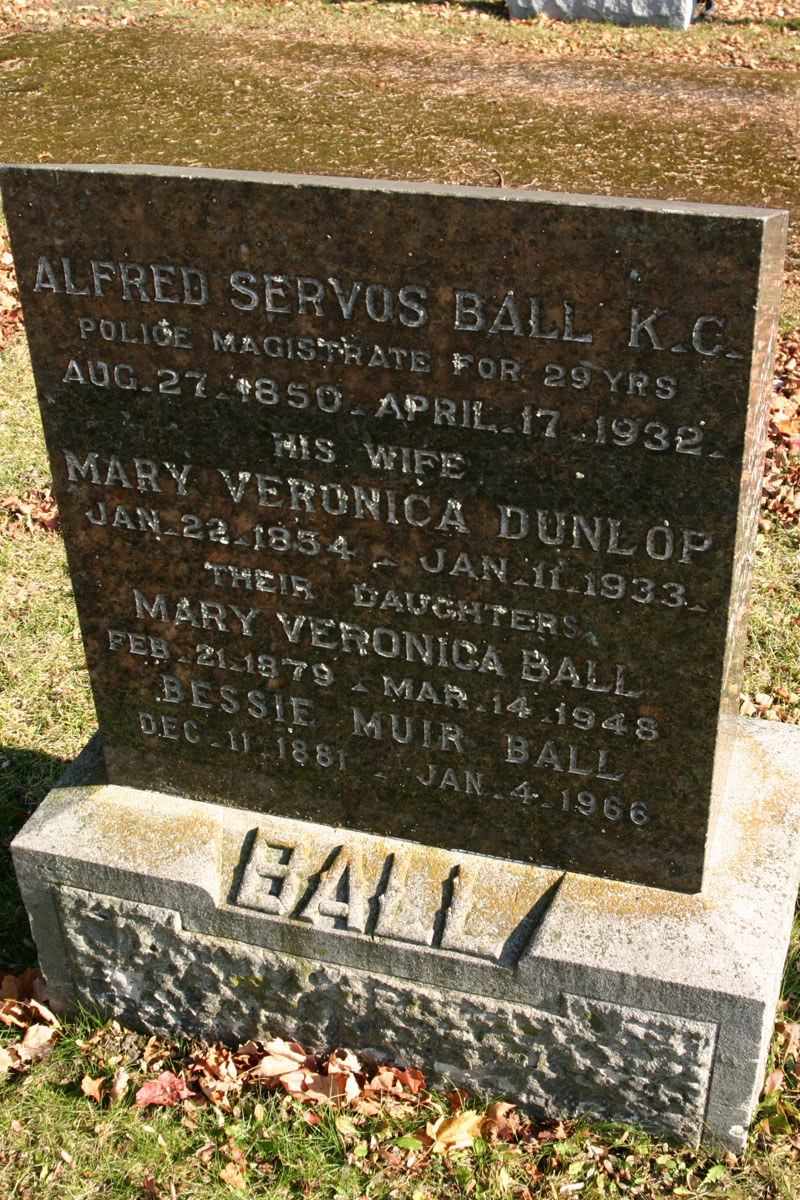 ALFRED SERVOS BALL K.C.
POLICE MAGISTRATE FOR 29 YRS
AUG. 27. 1850. APRIL. 17. 1932.
HIS WIFE
MARY VERONICA DUNLOP
JAN. 22. 1854 - JAN. 11. 1933.
THEIR DAUGHTERS
MARY VERONICA BALL
FEB. 21. 1879 - MAR. 14. 1948
BESSIE MUIR BALL
DEC. 11. 1881 - JAN. 4. 1966
BALL